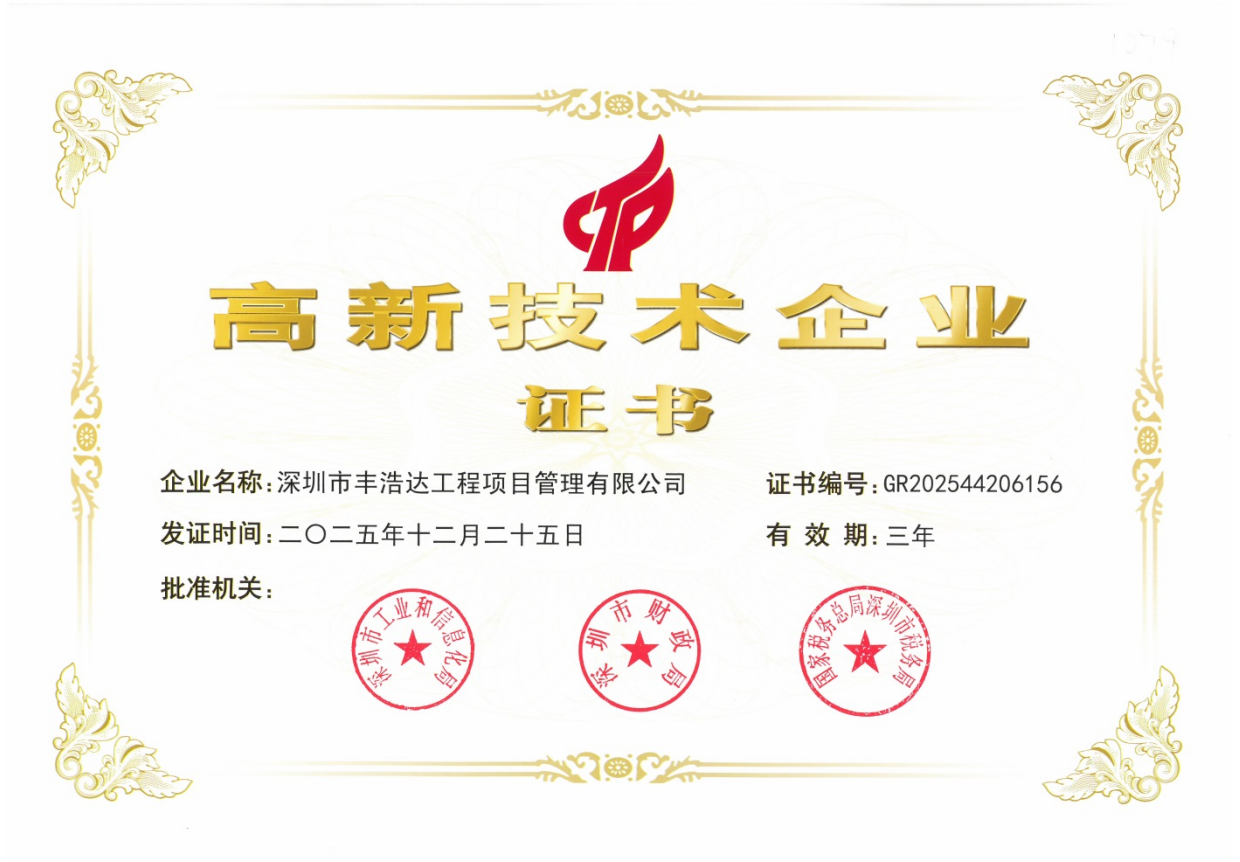 高新技术企业
证书
企业名称:深圳市丰浩达工程项目管理有限公司
证书编号:GR202544206156
发证时间:二〇二五年十二月二十五日
有 效 期:三年
批准机关:
深圳市工业和信息化局
深圳市财政局
国家税务总局深圳市税务局